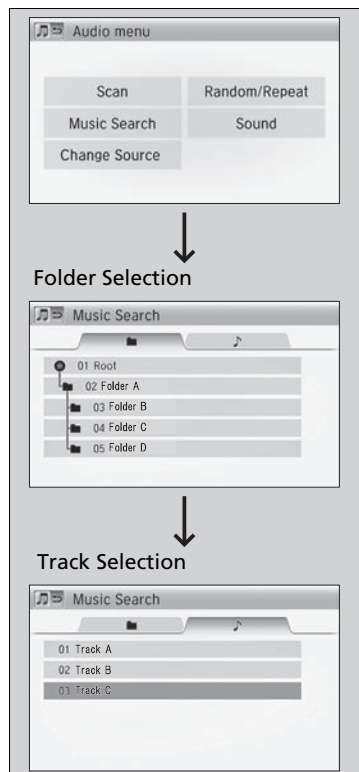 Audio menu
Scan Random/Repeat
Music Search Sound
Change Source
Folder Selection
Music Search
01 Root
02 Folder A
03 Folder B
04 Folder C
05 Folder D
Track Selection
Music Search
01 Track A
02 Track B
03 Track C